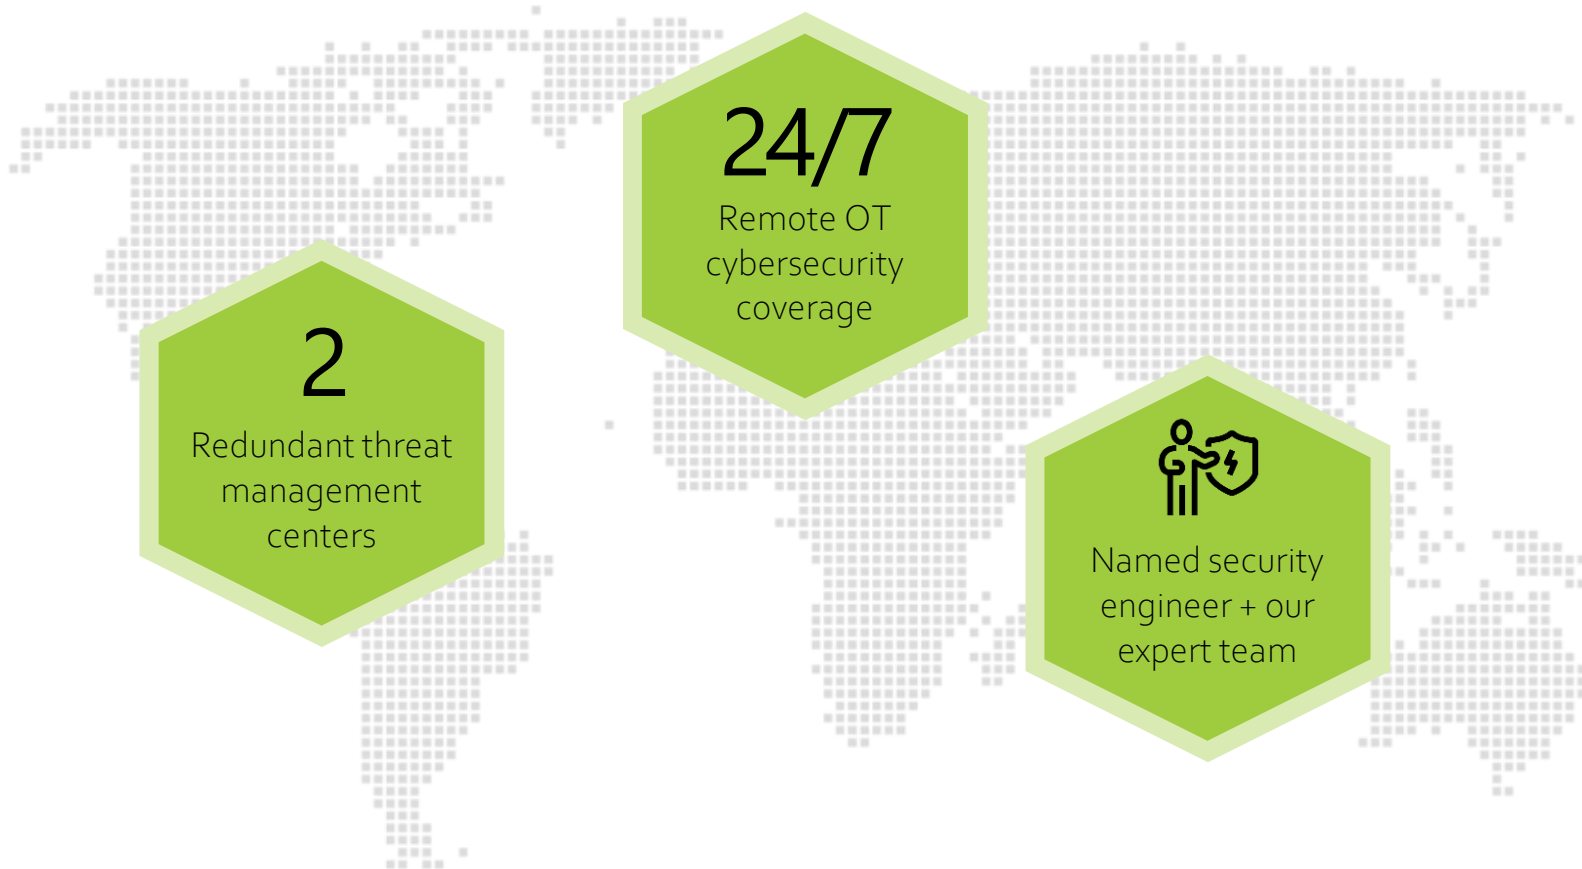 24/7
Remote OT
cybersecurity
coverage
2
Redundant threat
management
centers
Named security
engineer + our
expert team